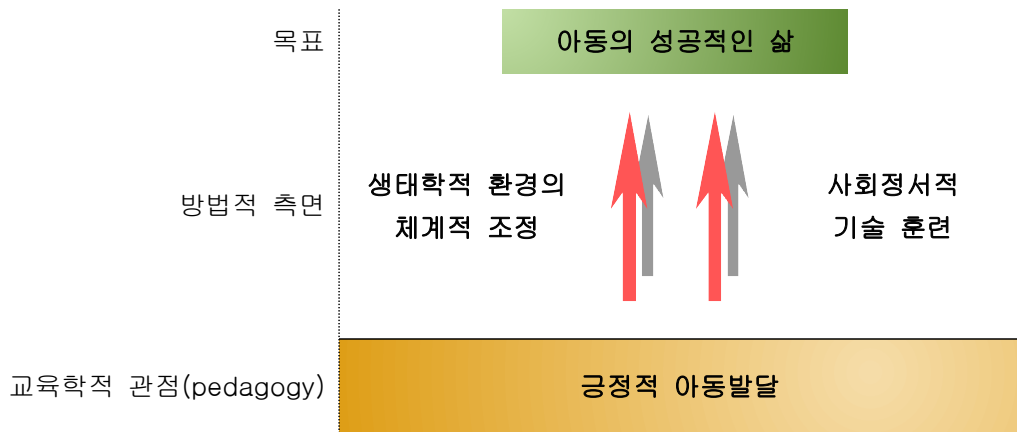 목표
아동의 성공적인 삶
방법적 측면
생태학적 환경의
체계적 조정
사회정서적
기술 훈련
교육학적 관점(pedagogy)
긍정적 아동발달